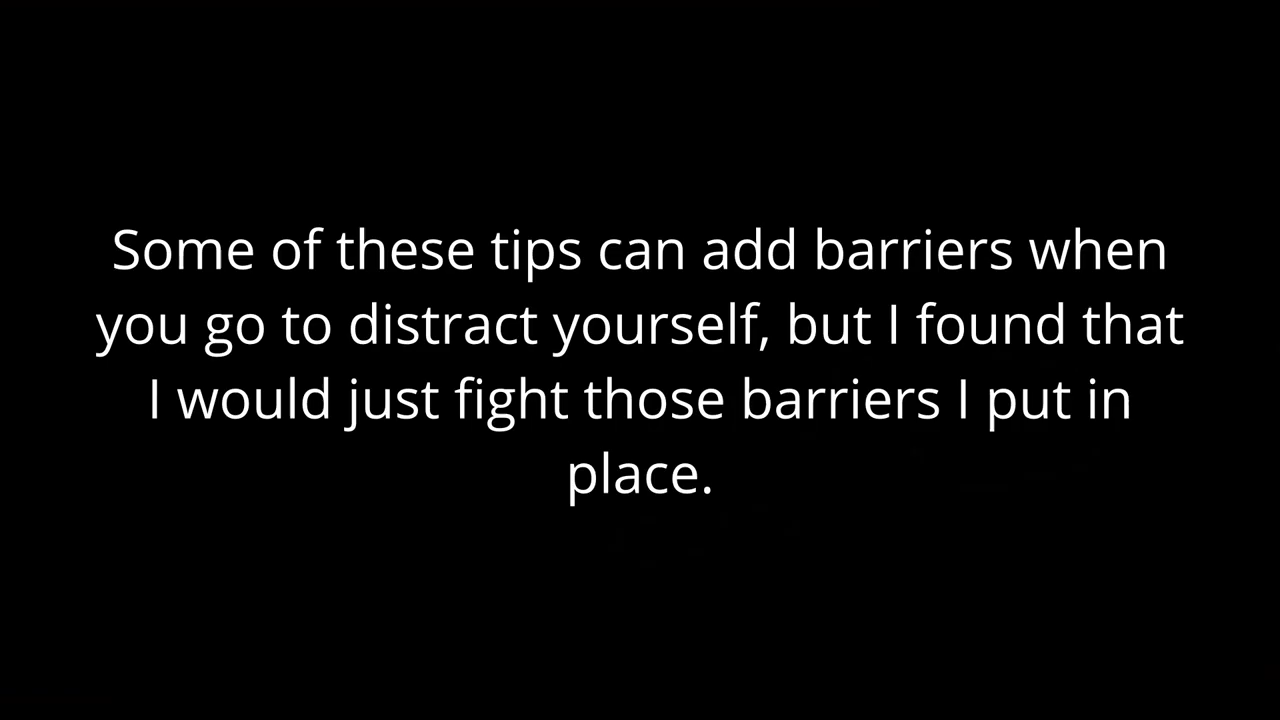 Some of these tips can add barriers when
you go to distract yourself, but I found that
I would just fight those barriers I put in
place.